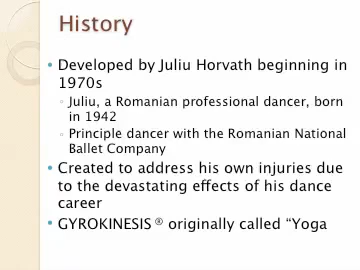 History
• Developed by Juliu Horvath beginning in
1970s
◦ Juliu, a Romanian professional dancer, born
in 1942
◦ Principle dancer with the Romanian National
Ballet Company
• Created to address his own injuries due
to the devastating effects of his dance
career
• GYROKINESIS® originally called “Yoga